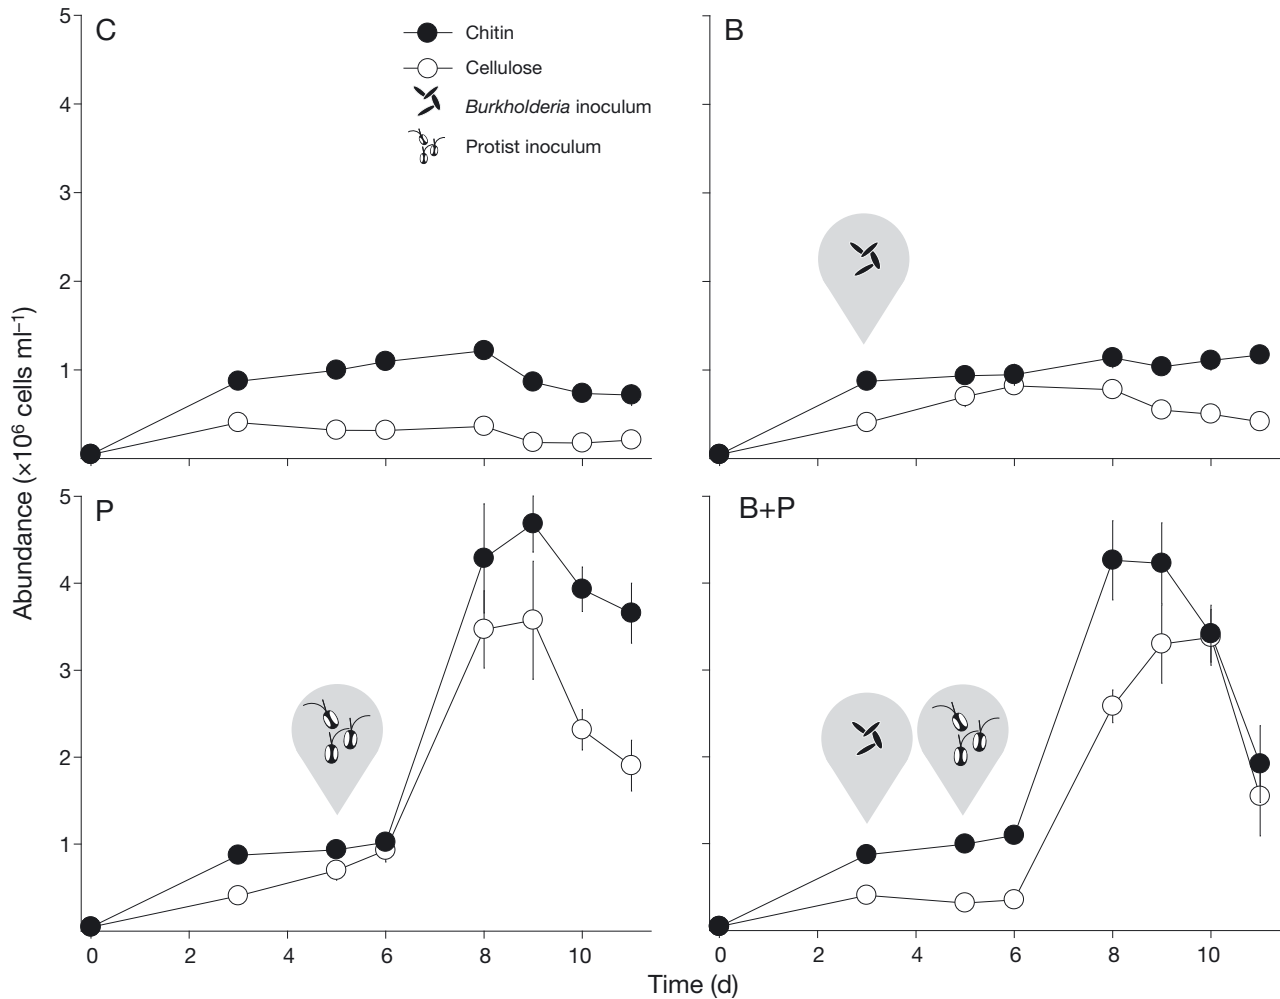 C
Chitin
Cellulose
Burkholderia inoculum
Protist inoculum
5
4
3
2
1
B
Abundance (×10⁶ cells ml⁻¹)
P
5
4
3
2
1
0 2 4 6 8 10
B+P
0 2 4 6 8 10
Time (d)